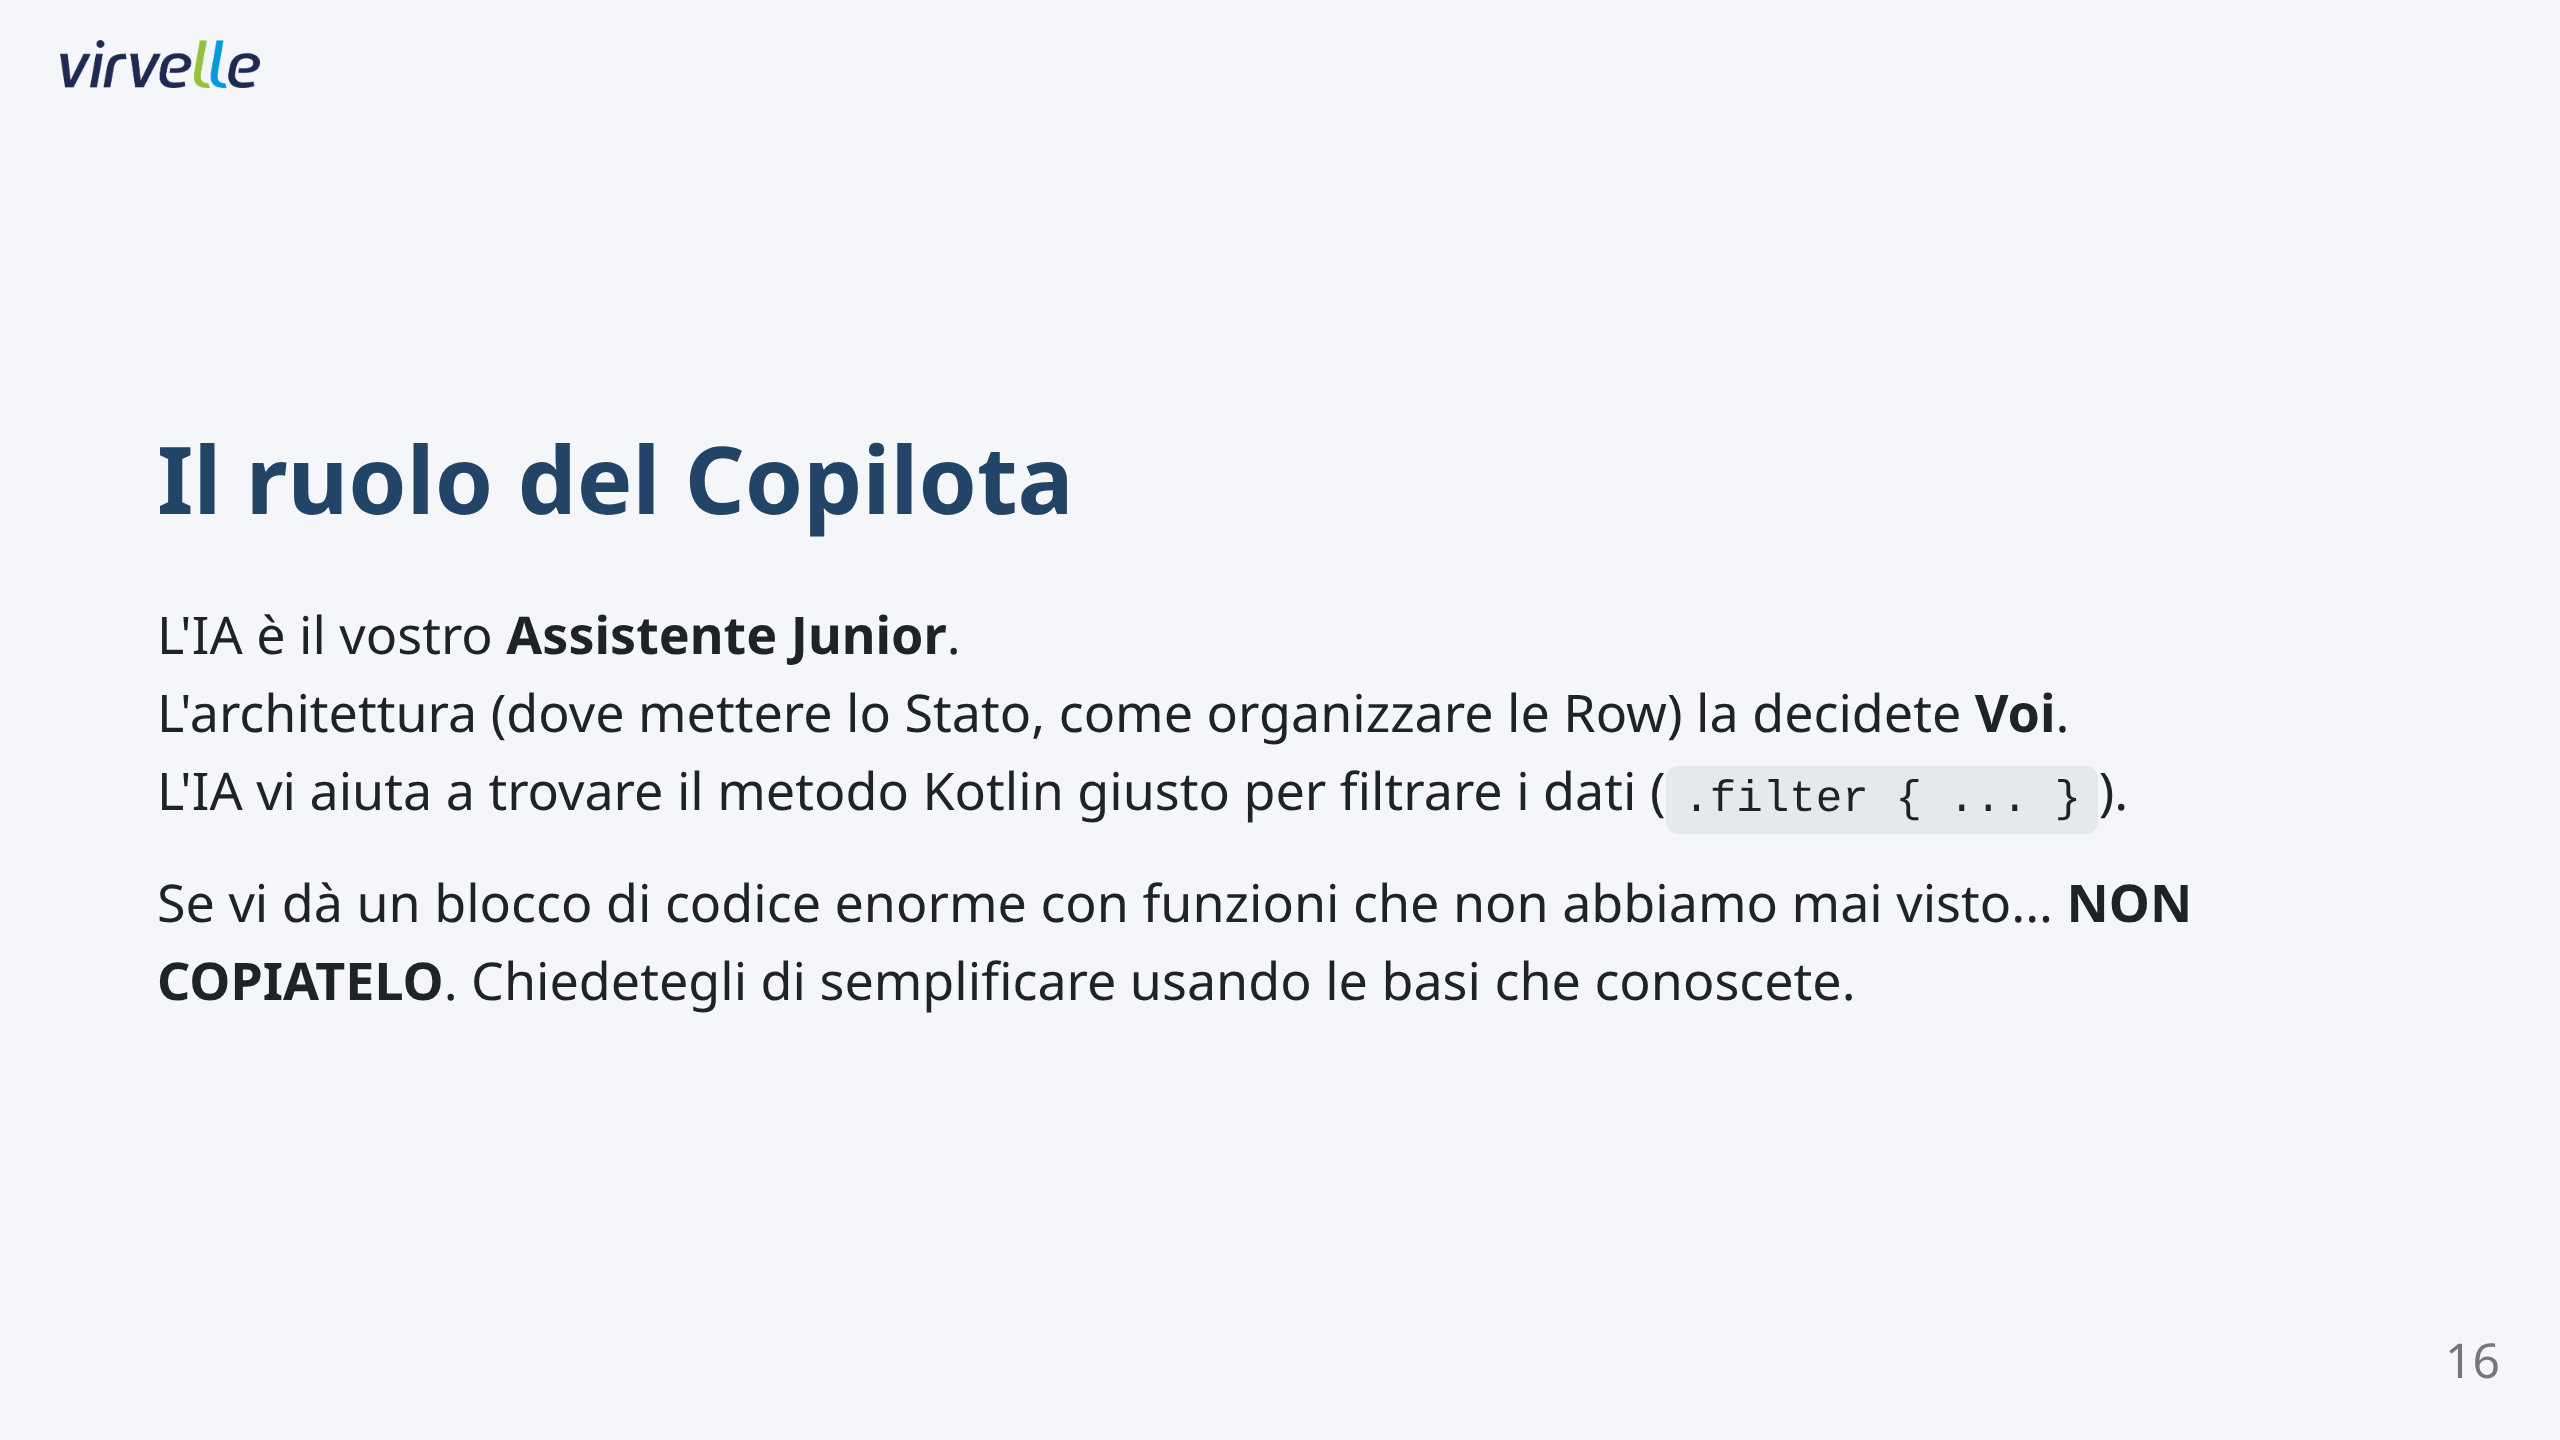 virvelle
Il ruolo del Copilota
L'IA è il vostro Assistente Junior.
L'architettura (dove mettere lo Stato, come organizzare le Row) la decidete Voi.
L'IA vi aiuta a trovare il metodo Kotlin giusto per filtrare i dati ( .filter { ... } ).
Se vi dà un blocco di codice enorme con funzioni che non abbiamo mai visto... NON
COPIATELO. Chiedetegli di semplificare usando le basi che conoscete.
16